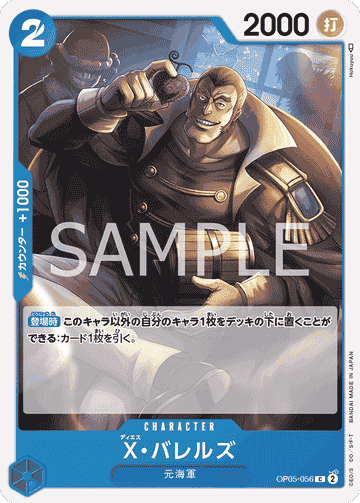 2
2000
打
Hokuyuu
カウンター +1000
SAMPLE
登場時 このキャラ以外の自分のキャラ1枚をデッキの下に置くことが
できる:カード1枚を引く。
CHARACTER
ディエス
X・バレルズ
元海軍
OP05-056 C 2
BANDAI MADE IN JAPAN